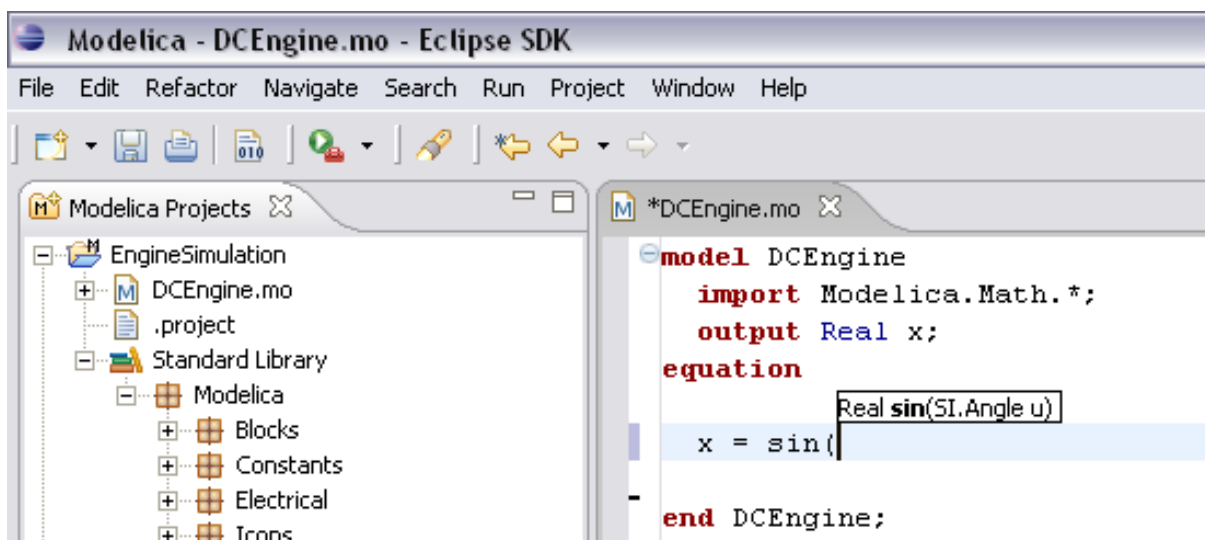 Modelica - DCEngine.mo - Eclipse SDK
File Edit Refactor Navigate Search Run Project Window Help
010
Modelica Projects
EngineSimulation
DCEngine.mo
.project
Standard Library
Modelica
Blocks
Constants
Electrical
Icons
*DCEngine.mo
model DCEngine
import Modelica.Math.*;
output Real x;
equation
Real sin(SI.Angle u)
x = sin(
end DCEngine;